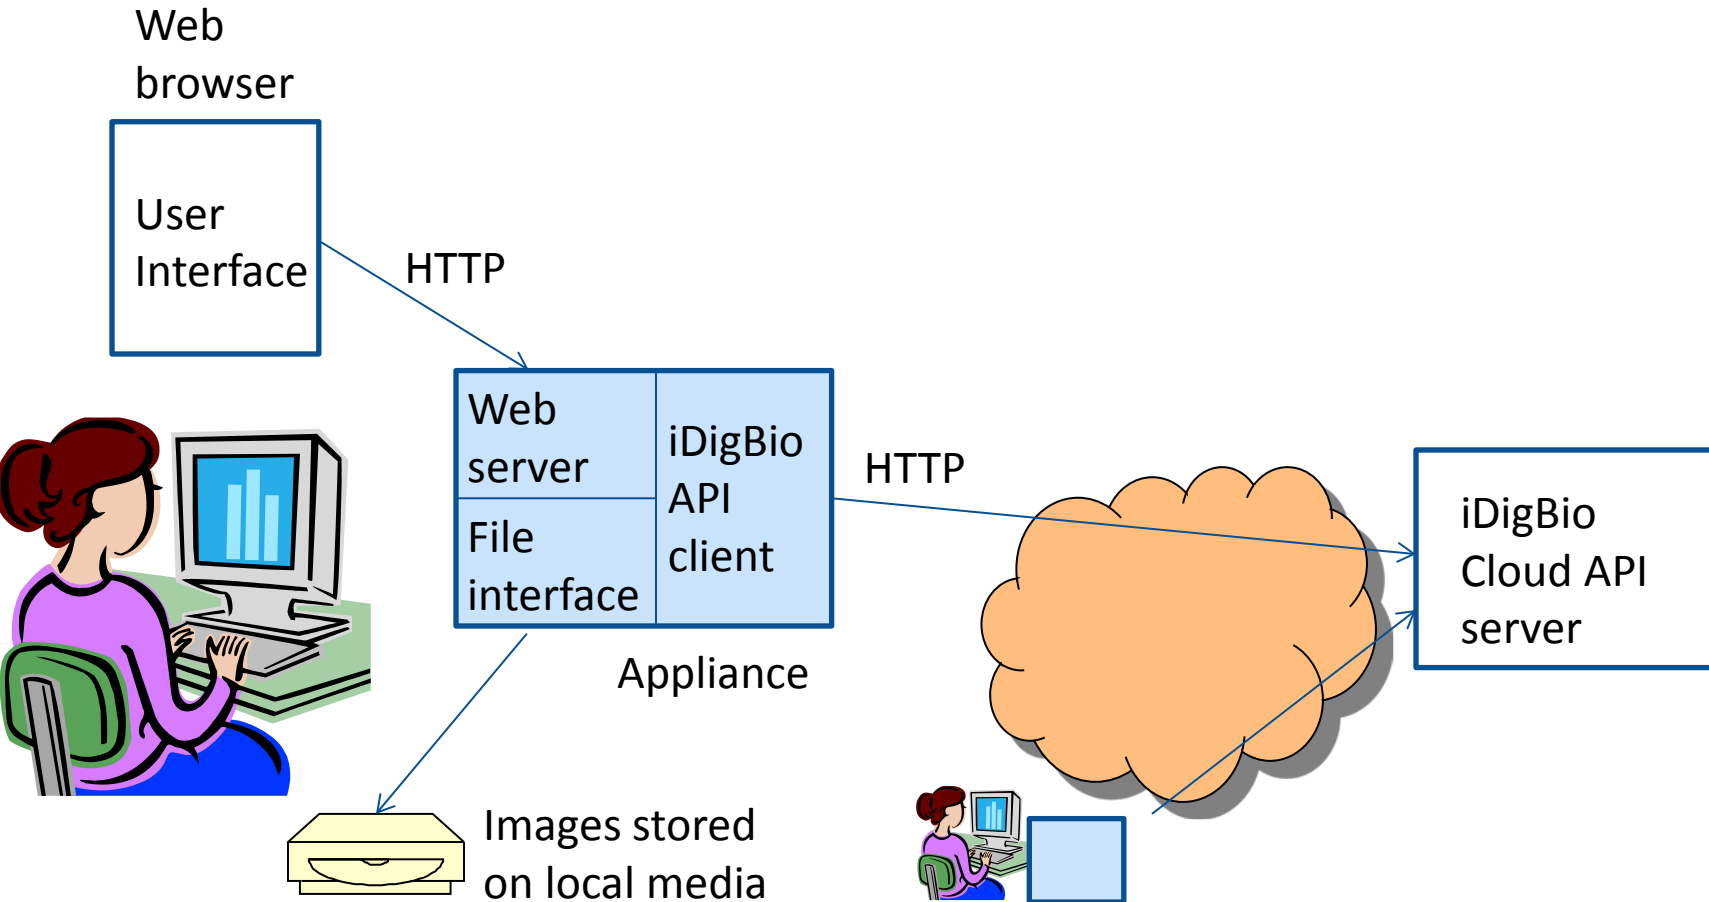 Web
browser
User
Interface
HTTP
Web
server
File
interface
iDigBio
API
client
Appliance
HTTP
iDigBio
Cloud API
server
Images stored
on local media